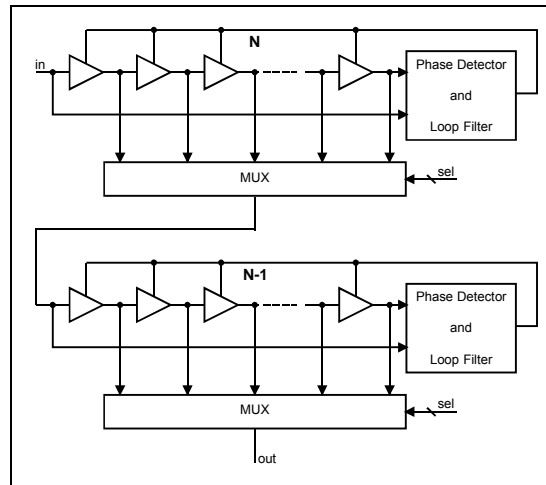 N
in
Phase Detector
and
Loop Filter
MUX
sel
N-1
Phase Detector
and
Loop Filter
MUX
sel
out